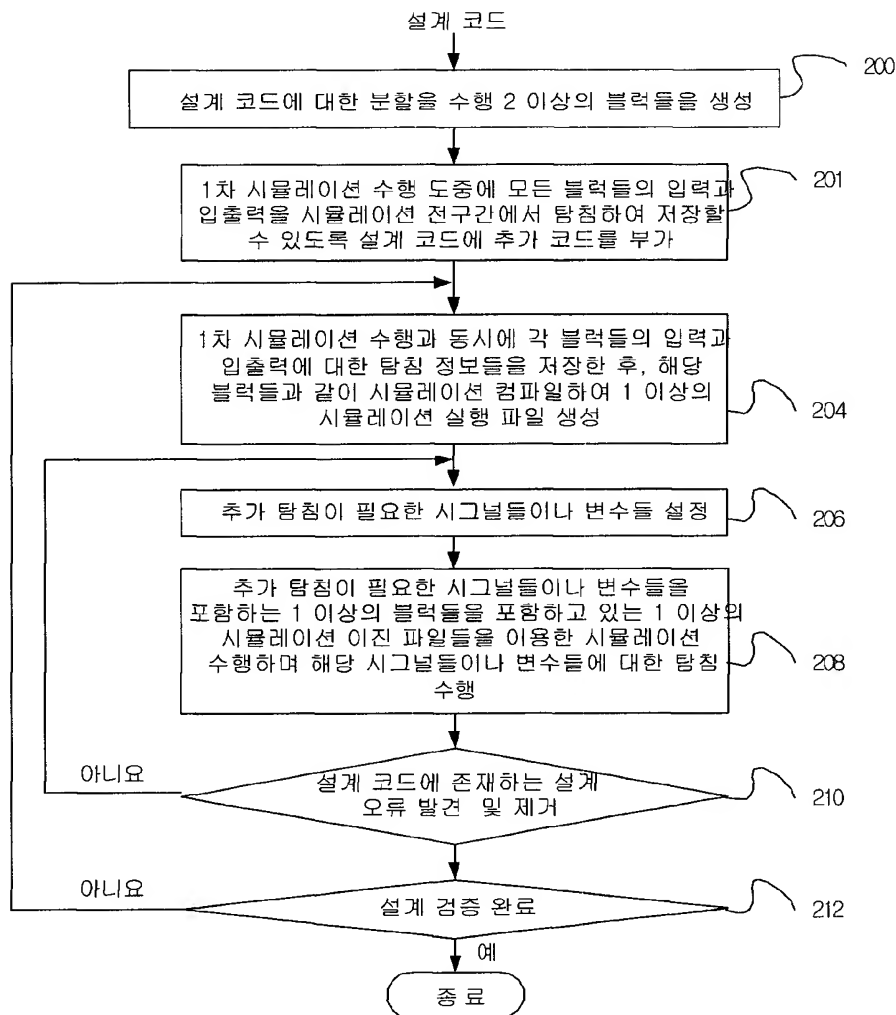 설계 코드
설계 코드에 대한 분할을 수행 2 이상의 블럭들을 생성
200
1차 시뮬레이션 수행 도중에 모든 블럭들의 입력과
입출력을 시뮬레이션 전구간에서 탐침하여 저장할
수 있도록 설계 코드에 추가 코드를 부가
201
1차 시뮬레이션 수행과 동시에 각 블럭들의 입력과
입출력에 대한 탐침 정보들을 저장한 후, 해당
블럭들과 같이 시뮬레이션 컴파일하여 1 이상의
시뮬레이션 실행 파일 생성
204
추가 탐침이 필요한 시그널들이나 변수들 설정
206
추가 탐침이 필요한 시그널들이나 변수들을
포함하는 1 이상의 블럭들을 포함하고 있는 1 이상의
시뮬레이션 이진 파일들을 이용한 시뮬레이션
수행하며 해당 시그널들이나 변수들에 대한 탐침
수행
208
아니요
설계 코드에 존재하는 설계
오류 발견 및 제거
210
아니요
설계 검증 완료
212
예
종료